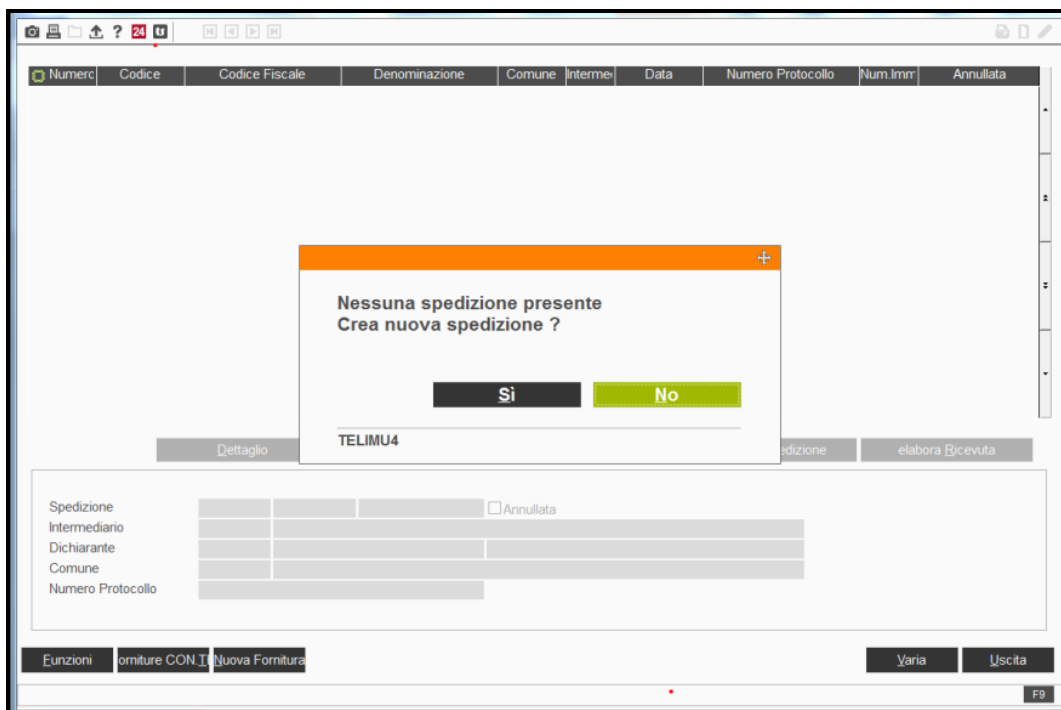 ? 24
Numero Codice Codice Fiscale Denominazione Comune Interme Data Numero Protocollo Num.Imm Annullata
Nessuna spedizione presente
Crea nuova spedizione ?
Sì No
TELIMU4
Dettaglio edizione elabora Ricevuta
Spedizione Annullata
Intermediario
Dichiarante
Comune
Numero Protocollo
Funzioni orniture CON.TE Nuova Fornitura Varia Uscita
F9